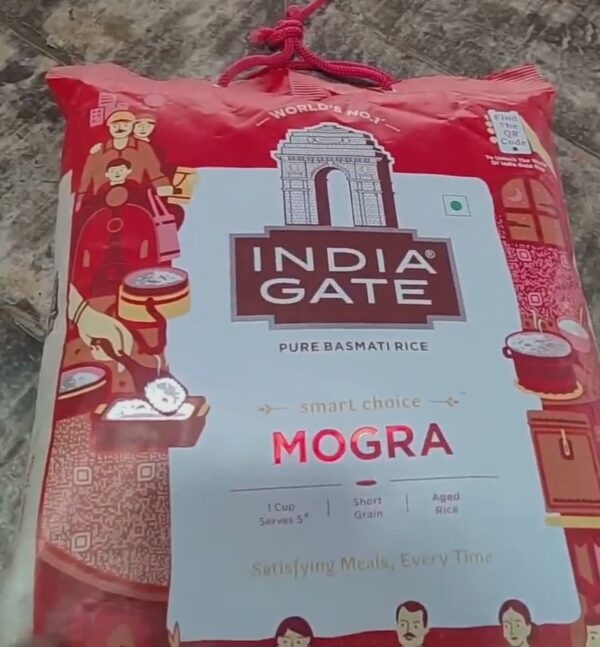 WORLD'S NO.1*
Find
The
QR
Code
INDIA®
GATE
PURE BASMATI RICE
smart choice
MOGRA
1 Cup
Serves 5#
Short
Grain
Aged
Rice
Satisfying Meals, Every Time